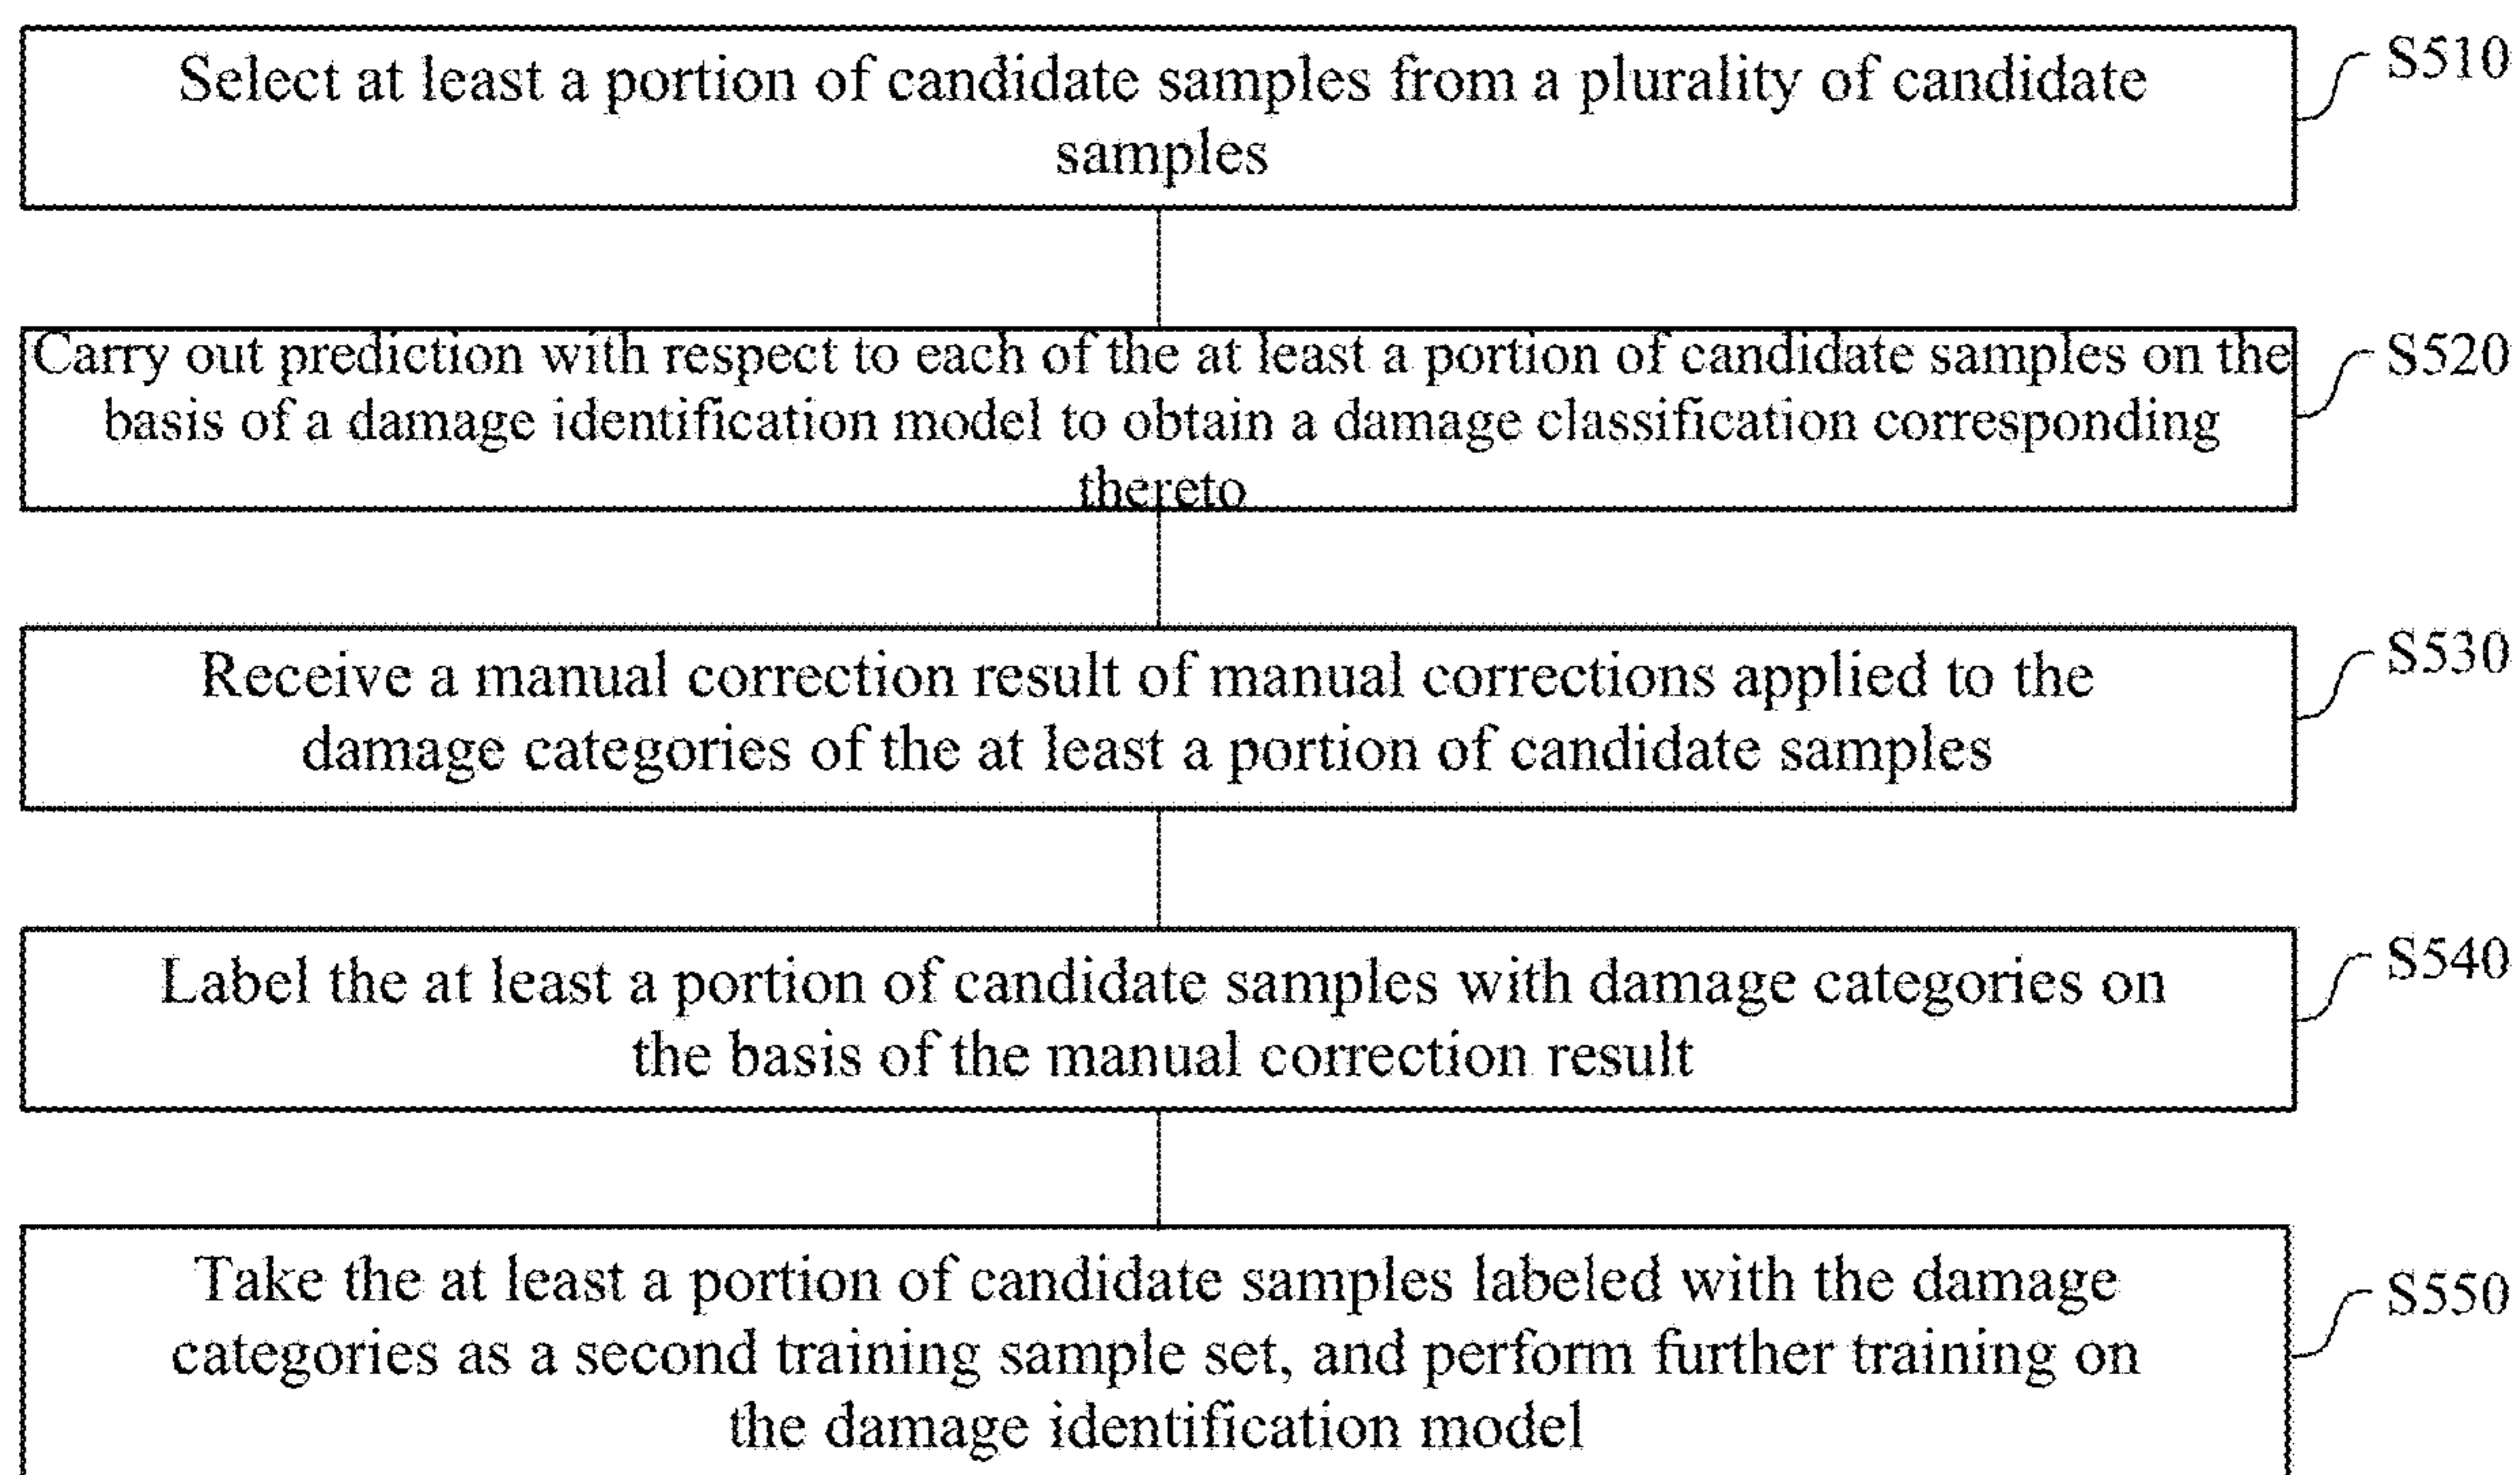 Select at least a portion of candidate samples from a plurality of candidate
samples
S510
Carry out prediction with respect to each of the at least a portion of candidate samples on the
basis of a damage identification model to obtain a damage classification corresponding
thereto
S520
Receive a manual correction result of manual corrections applied to the
damage categories of the at least a portion of candidate samples
S530
Label the at least a portion of candidate samples with damage categories on
the basis of the manual correction result
S540
Take the at least a portion of candidate samples labeled with the damage
categories as a second training sample set, and perform further training on
the damage identification model
S550